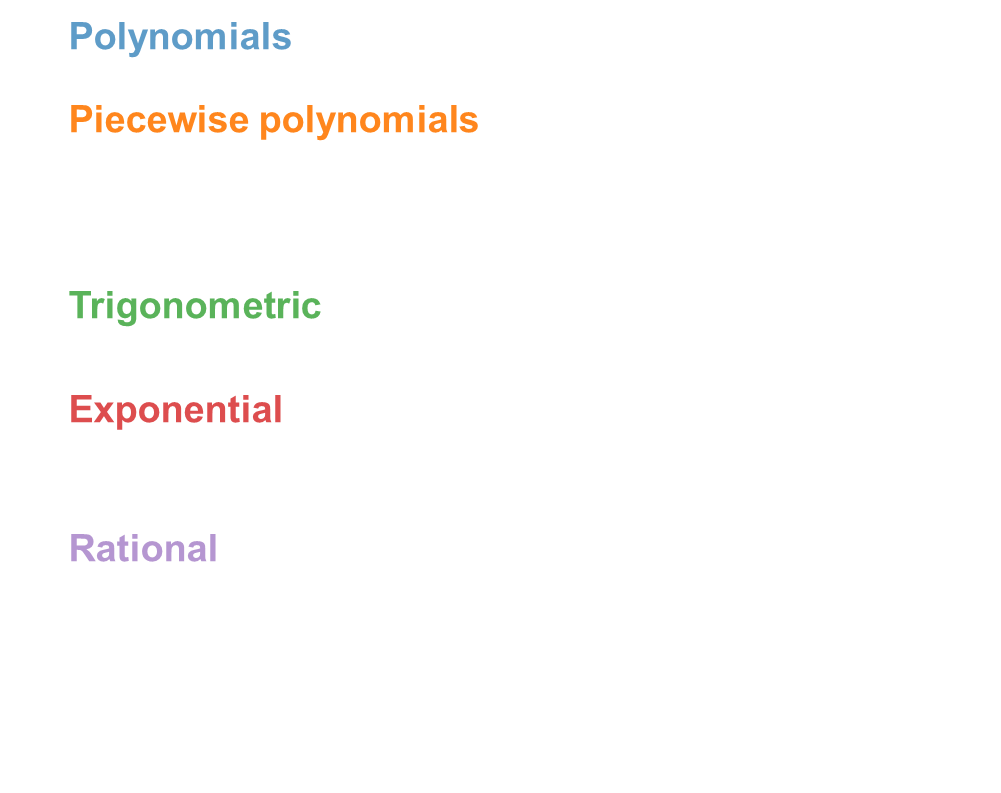 Polynomials
Piecewise polynomials
Trigonometric
Exponential
Rational